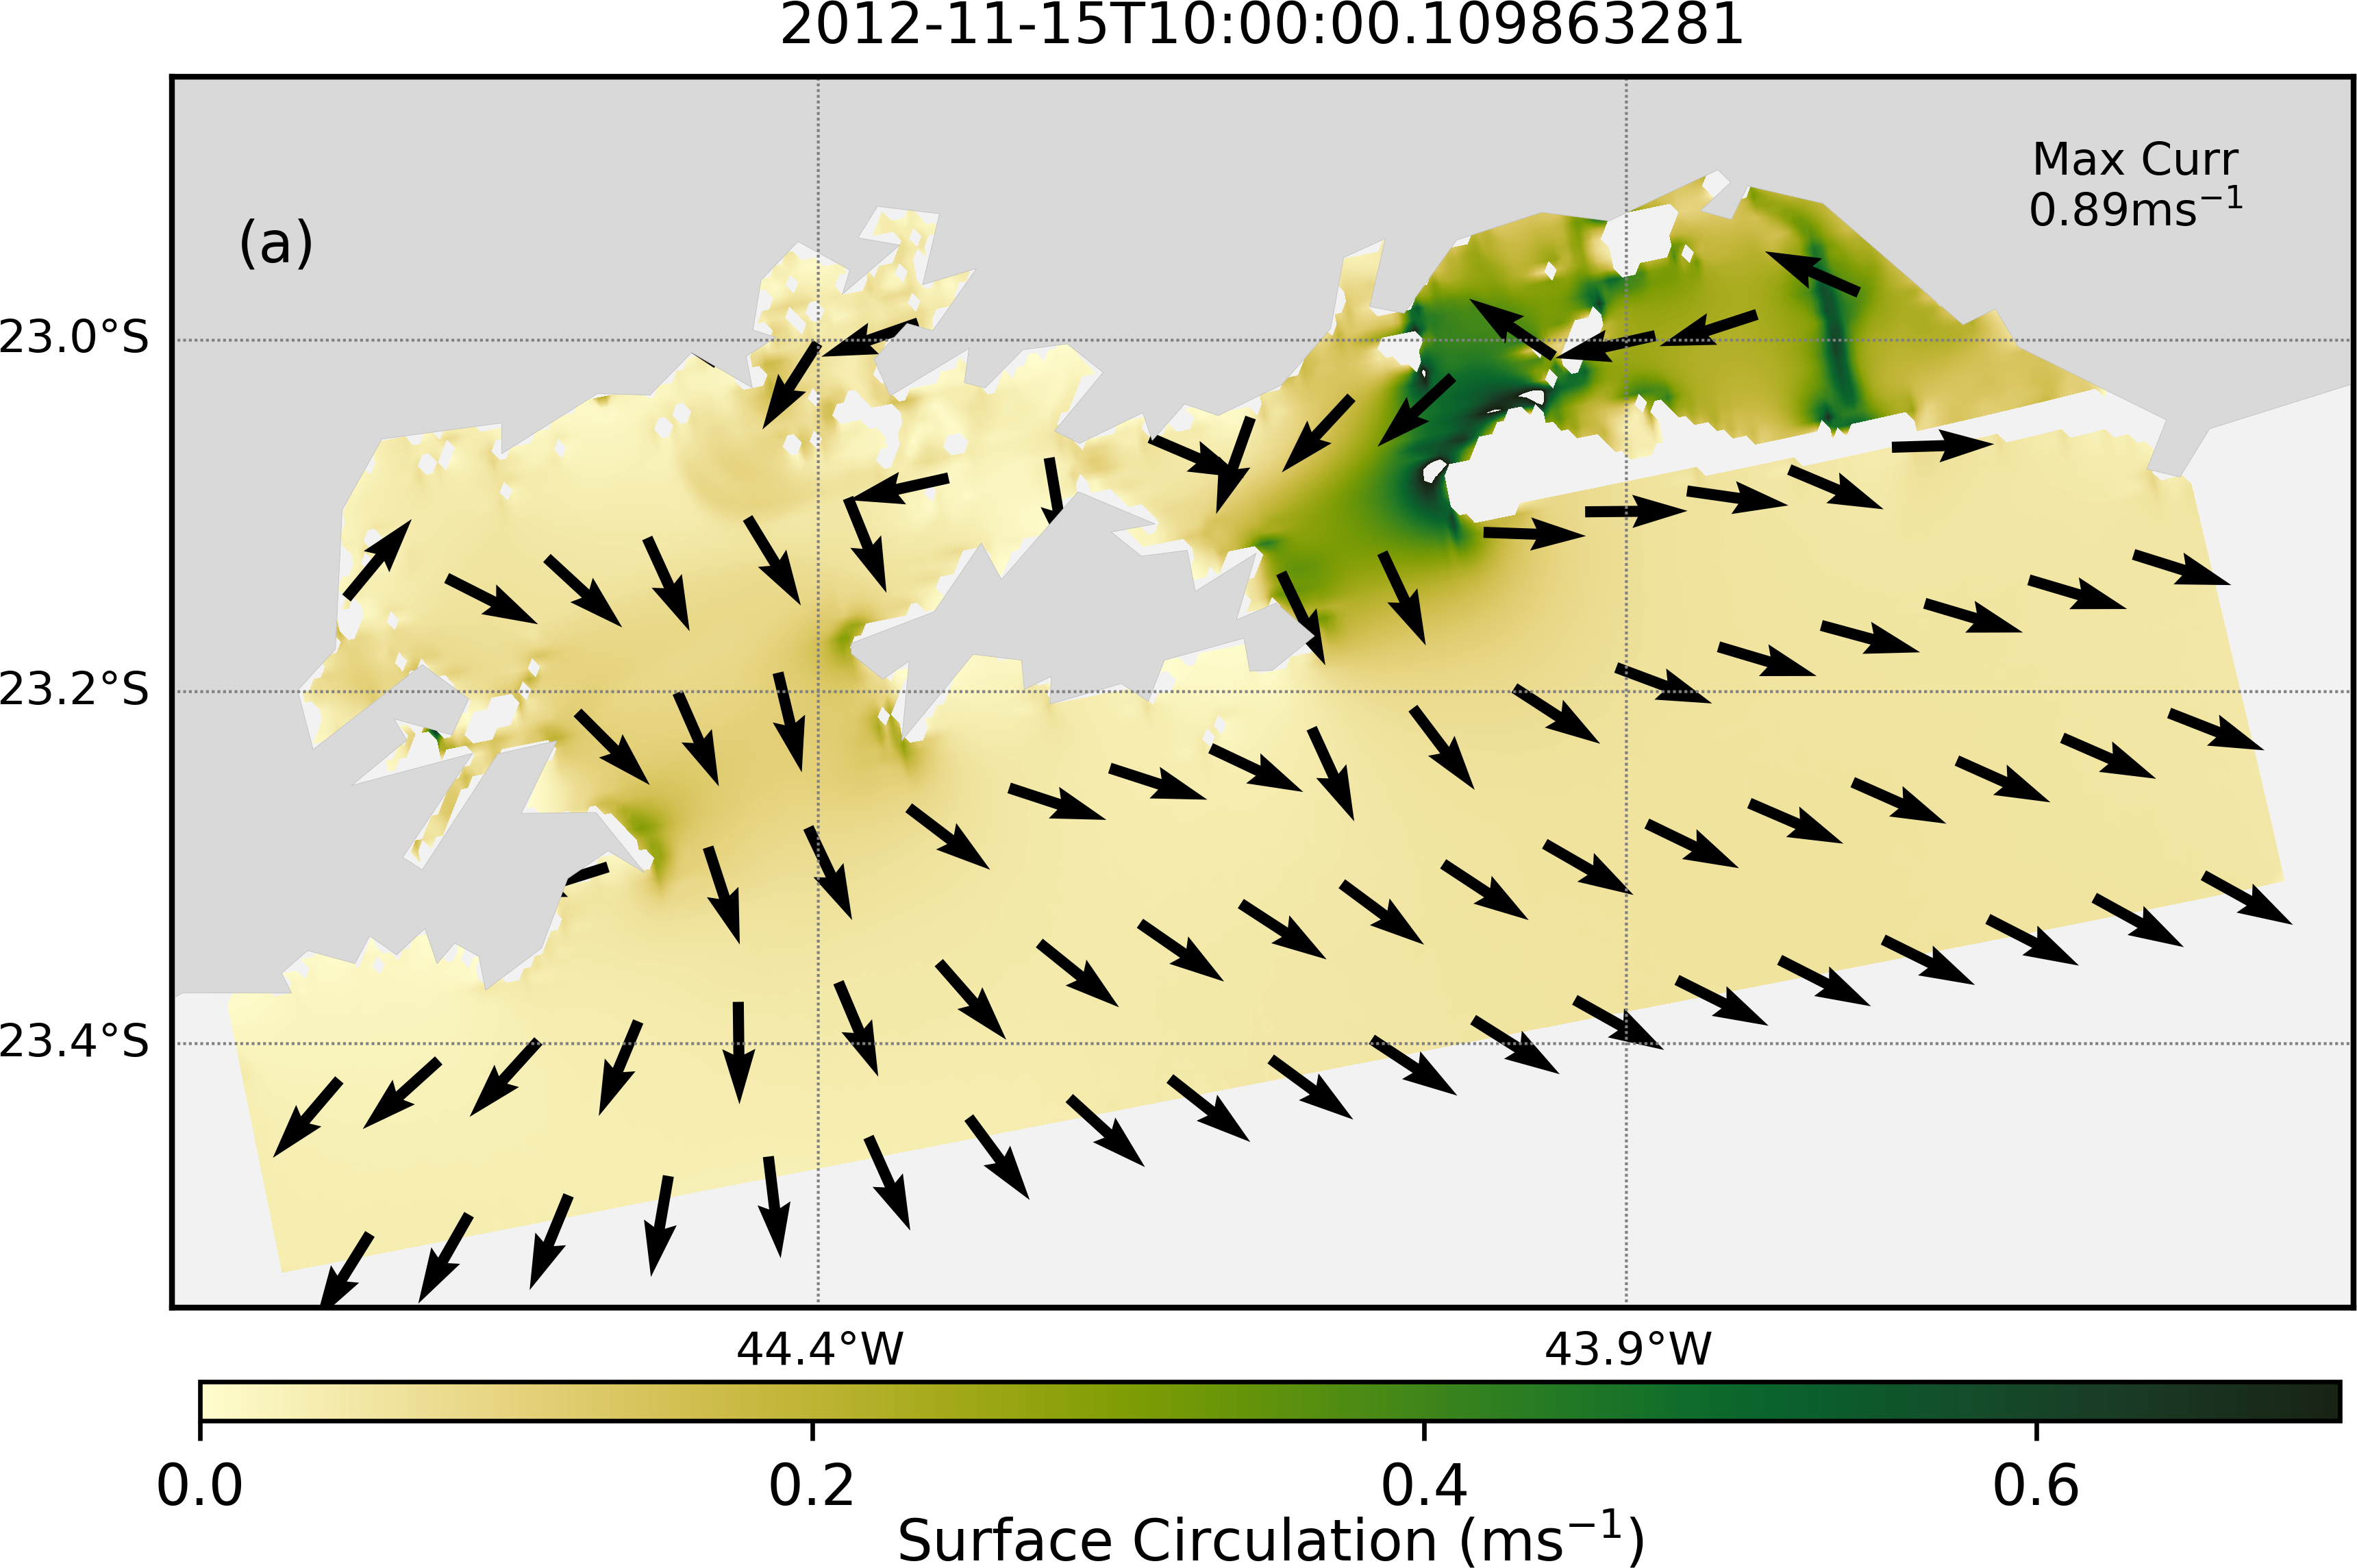 2012-11-15T10:00:00.109863281
Max Curr
0.89ms⁻¹
(a)
23.0°S
23.2°S
23.4°S
44.4°W 43.9°W
0.0 0.2 0.4 0.6
Surface Circulation (ms⁻¹)